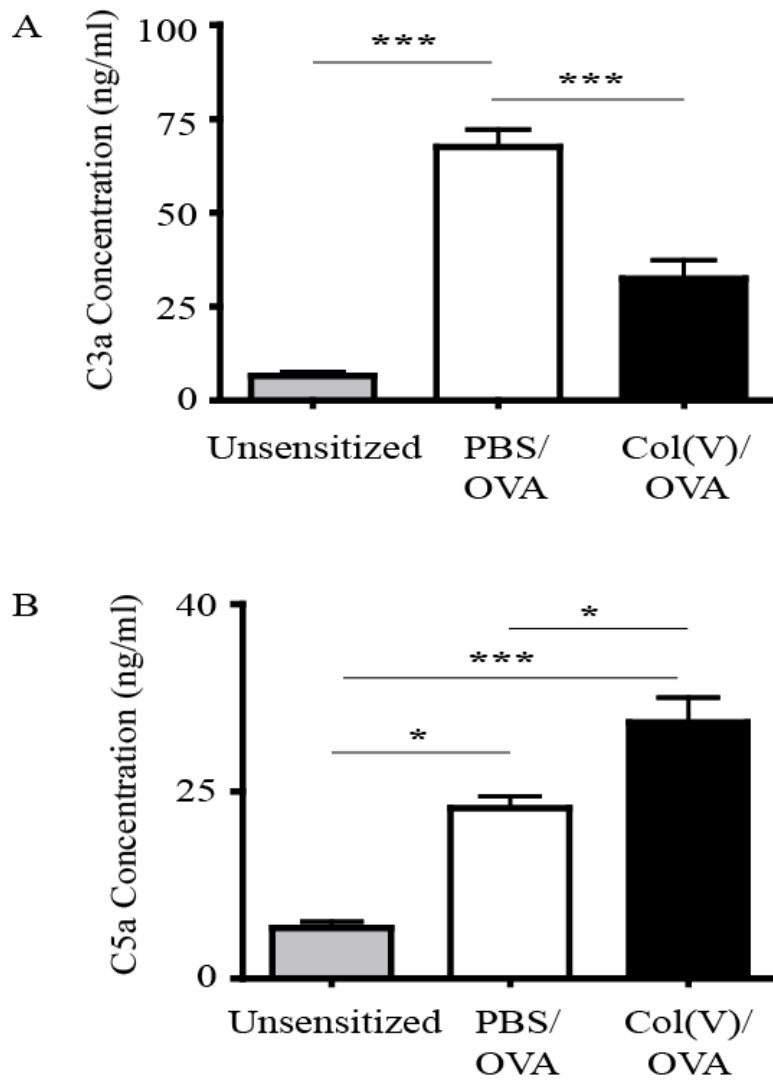 A
C3a Concentration (ng/ml)
100
75
50
25
0
***
***
Unsensitized
PBS/
OVA
Col(V)/
OVA
B
C5a Concentration (ng/ml)
40
25
0
*
***
*
Unsensitized
PBS/
OVA
Col(V)/
OVA